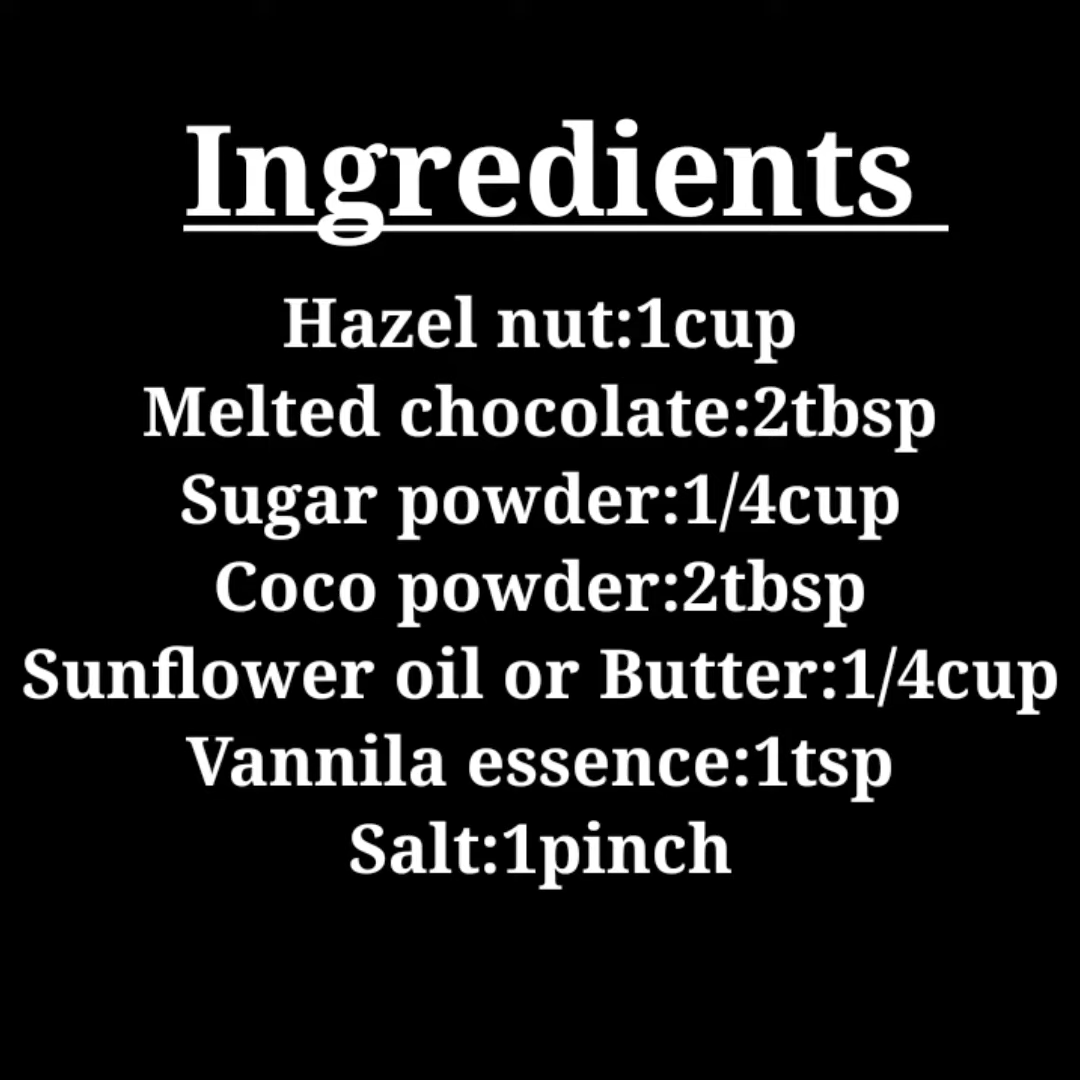 Ingredients
Hazel nut:1cup
Melted chocolate:2tbsp
Sugar powder:1/4cup
Coco powder:2tbsp
Sunflower oil or Butter:1/4cup
Vannila essence:1tsp
Salt:1pinch